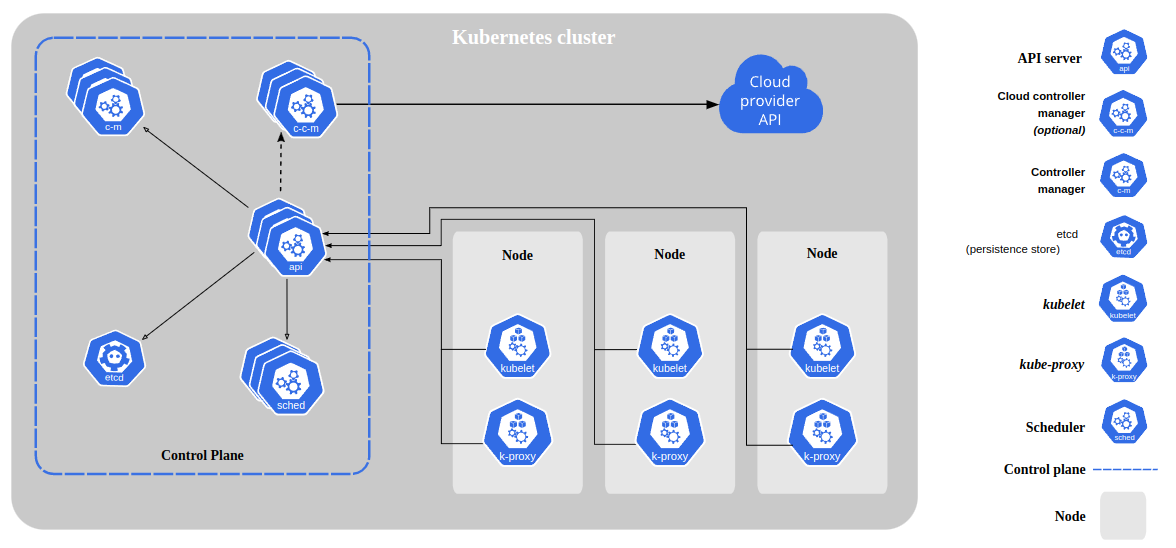 Kubernetes cluster
c-m
c-c-m
Cloud
provider
API
api
etcd
sched
Control Plane
Node
Node
Node
kubelet
kubelet
kubelet
k-proxy
k-proxy
k-proxy
API server
api
Cloud controller
manager
(optional)
c-c-m
Controller
manager
c-m
etcd
(persistence store)
etcd
kubelet
kubelet
kube-proxy
k-proxy
Scheduler
sched
Control plane
Node